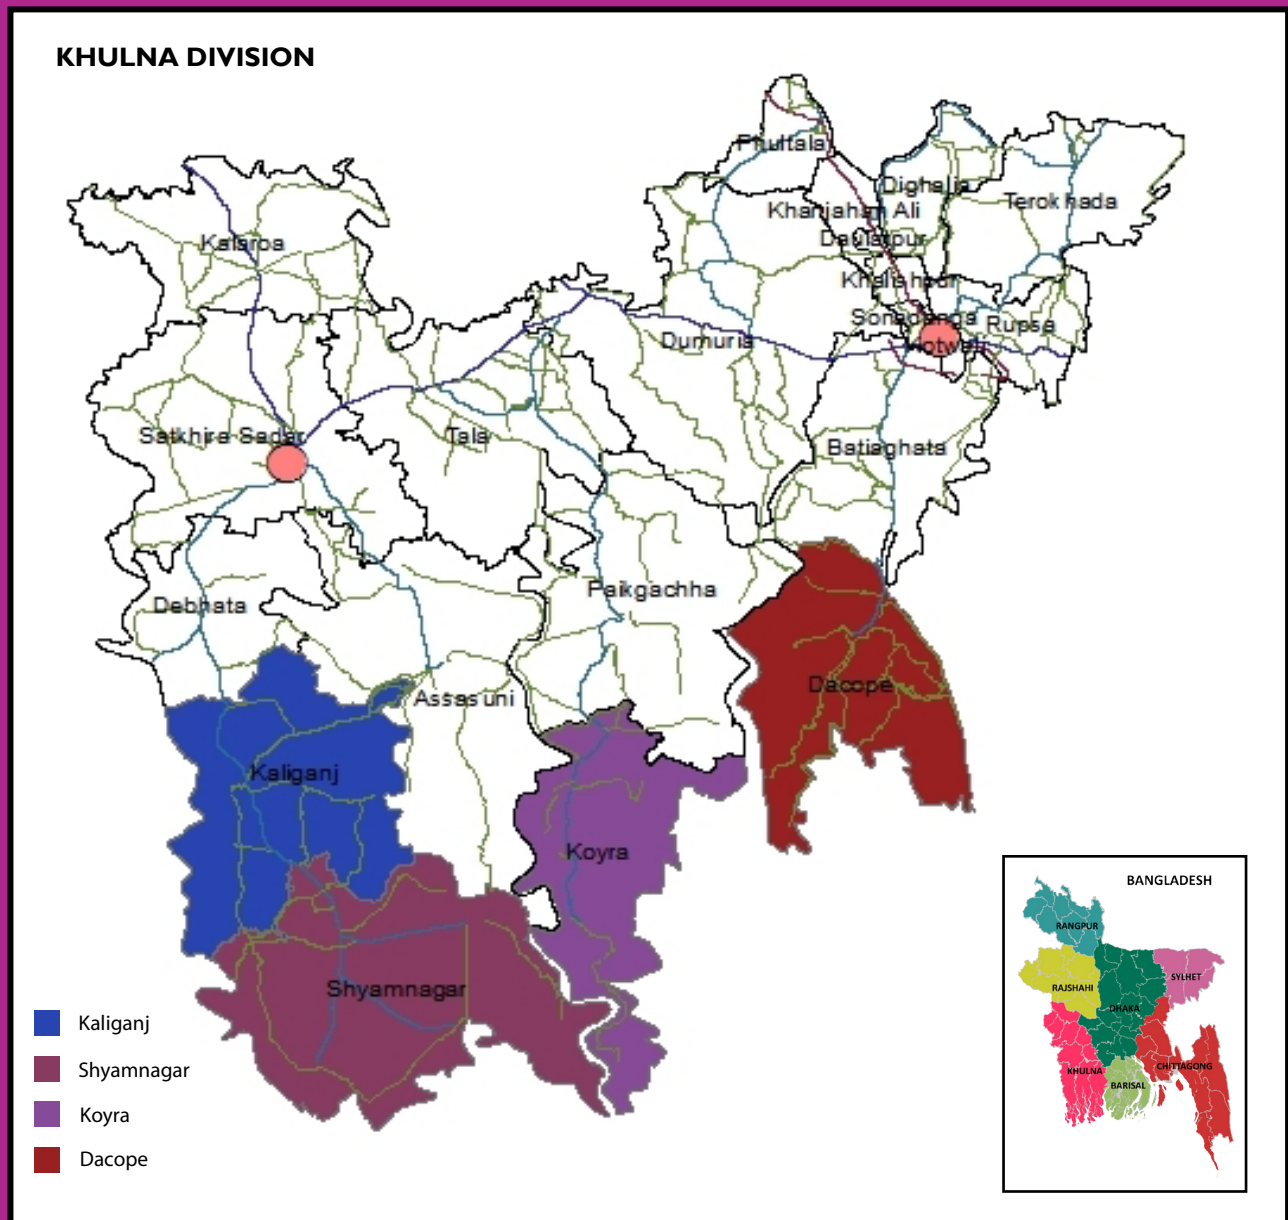 KHULNA DIVISION
Phultala
Dighalia
Terokhada
Khanjahan Ali
Daulatpur
Kalaroa
Khalishpur
Sonadanga
Rupsa
Dumuria
Kotwali
Satkhira Sadar
Tala
Batiaghata
Paikgachha
Debhata
Dacope
Assasuni
Kaliganj
Koyra
Shyamnagar
Kaliganj
Shyamnagar
Koyra
Dacope
BANGLADESH
RANGPUR
SYLHET
RAJSHAHI
DHAKA
KHULNA
CHITTAGONG
BARISAL